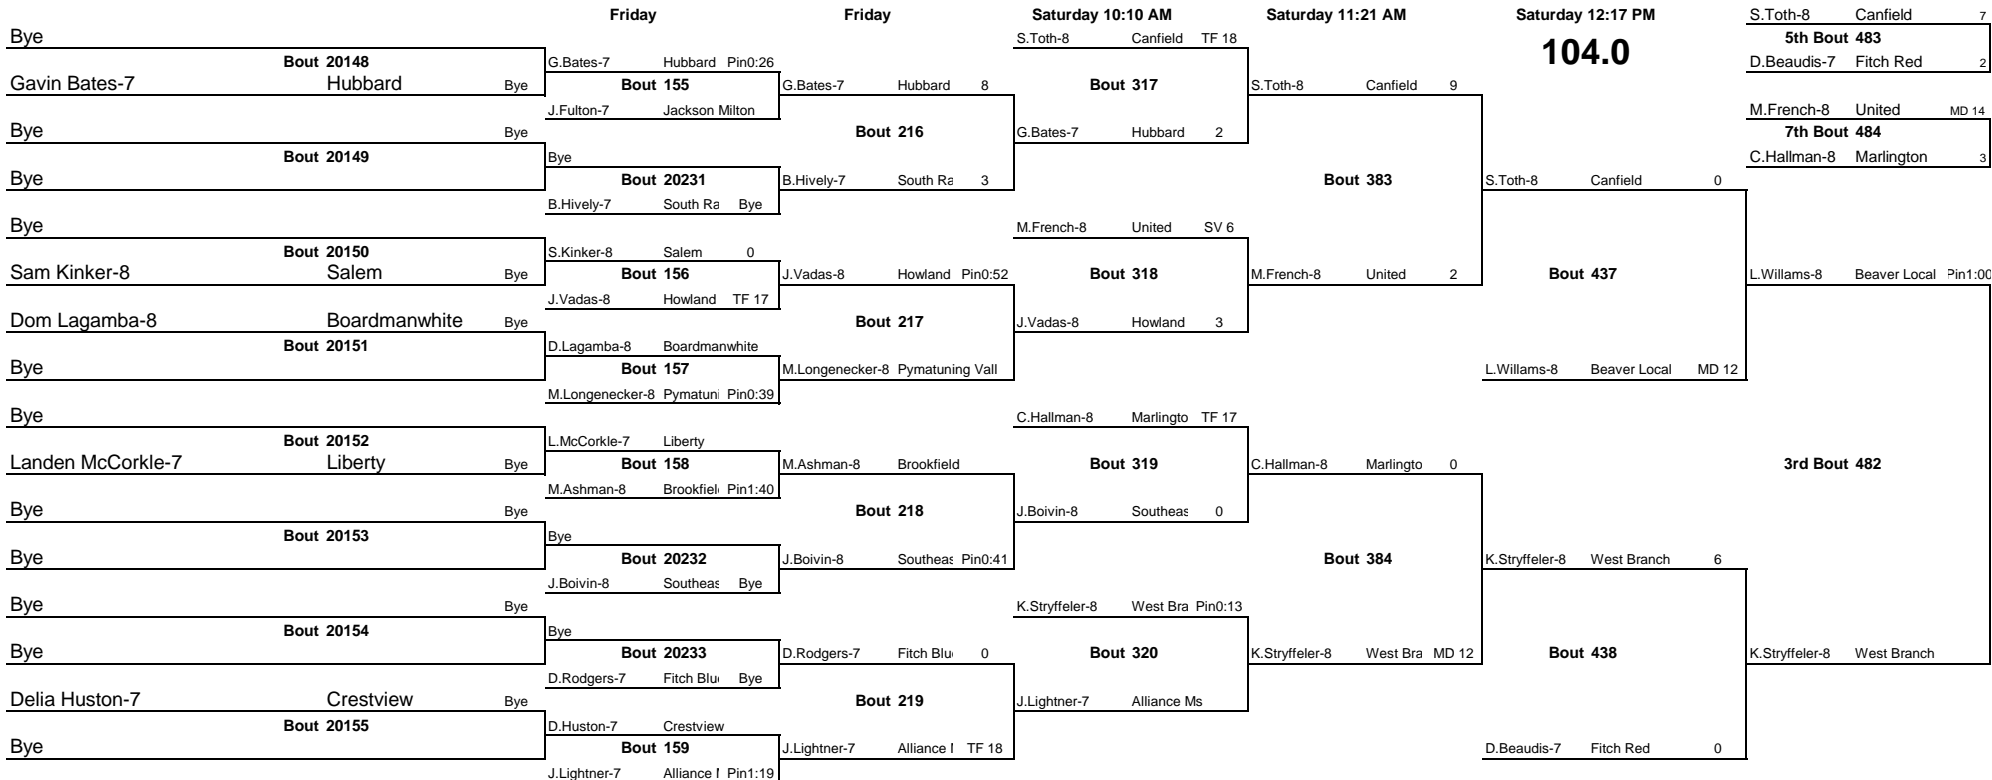 Friday Friday Saturday 10:10 AM Saturday 11:21 AM Saturday 12:17 PM S.Toth-8 Canfield 7
Bye S.Toth-8 Canfield TF 18 104.0 5th Bout 483
Bout 20148 G.Bates-7 Hubbard Pin0:26 D.Beaudis-7 Fitch Red 2
Gavin Bates-7 Hubbard Bye Bout 155 G.Bates-7 Hubbard 8 Bout 317 S.Toth-8 Canfield 9
J.Fulton-7 Jackson Milton M.French-8 United MD 14
Bye Bye Bout 216 G.Bates-7 Hubbard 2 7th Bout 484
Bout 20149 Bye C.Hallman-8 Marlington 3
Bye Bout 20231 B.Hively-7 South Ra 3 Bout 383 S.Toth-8 Canfield 0
B.Hively-7 South Ra Bye
Bye M.French-8 United SV 6
Bout 20150 S.Kinker-8 Salem 0
Sam Kinker-8 Salem Bye Bout 156 J.Vadas-8 Howland Pin0:52 Bout 318 M.French-8 United 2 Bout 437 L.Willams-8 Beaver Local Pin1:00
J.Vadas-8 Howland TF 17
Dom Lagamba-8 Boardmanwhite Bye Bout 217 J.Vadas-8 Howland 3
Bout 20151 D.Lagamba-8 Boardmanwhite
Bye Bout 157 M.Longenecker-8 Pymatuning Vall L.Willams-8 Beaver Local MD 12
M.Longenecker-8 Pymatuni Pin0:39
Bye C.Hallman-8 Marlingto TF 17
Bout 20152 L.McCorkle-7 Liberty
Landen McCorkle-7 Liberty Bye Bout 158 M.Ashman-8 Brookfield Bout 319 C.Hallman-8 Marlingto 0 3rd Bout 482
M.Ashman-8 Brookfiel Pin1:40
Bye Bye Bout 218 J.Boivin-8 Southeas 0
Bout 20153 Bye
Bye Bout 20232 J.Boivin-8 Southeas Pin0:41 Bout 384 K.Stryffeler-8 West Branch 6
J.Boivin-8 Southeas Bye
Bye Bye K.Stryffeler-8 West Bra Pin0:13
Bout 20154 Bye
Bye Bout 20233 D.Rodgers-7 Fitch Blu 0 Bout 320 K.Stryffeler-8 West Bra MD 12 Bout 438 K.Stryffeler-8 West Branch
D.Rodgers-7 Fitch Blu Bye
Delia Huston-7 Crestview Bye Bout 219 J.Lightner-7 Alliance Ms
Bout 20155 D.Huston-7 Crestview
Bye Bout 159 J.Lightner-7 Alliance TF 18 D.Beaudis-7 Fitch Red 0
J.Lightner-7 Alliance Pin1:19